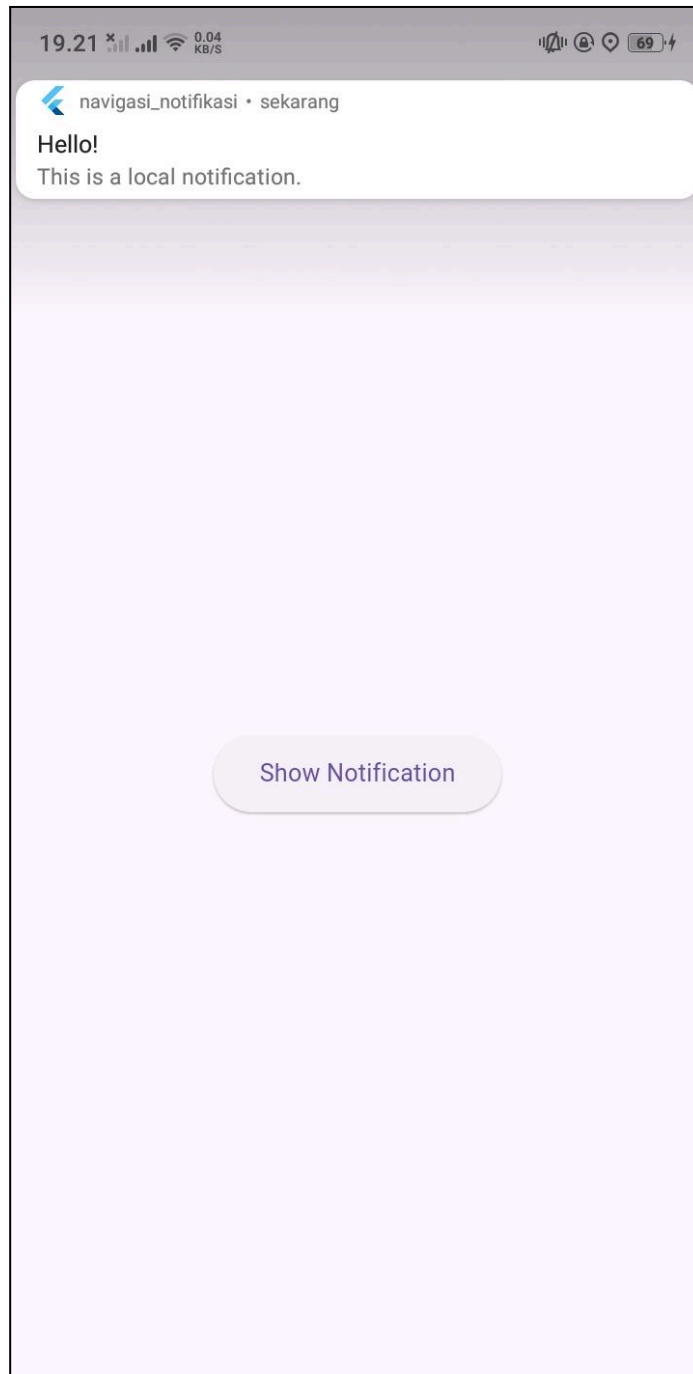 19.21 0.04
KB/S 69
navigasi_notifikasi • sekarang
Hello!
This is a local notification.
Show Notification